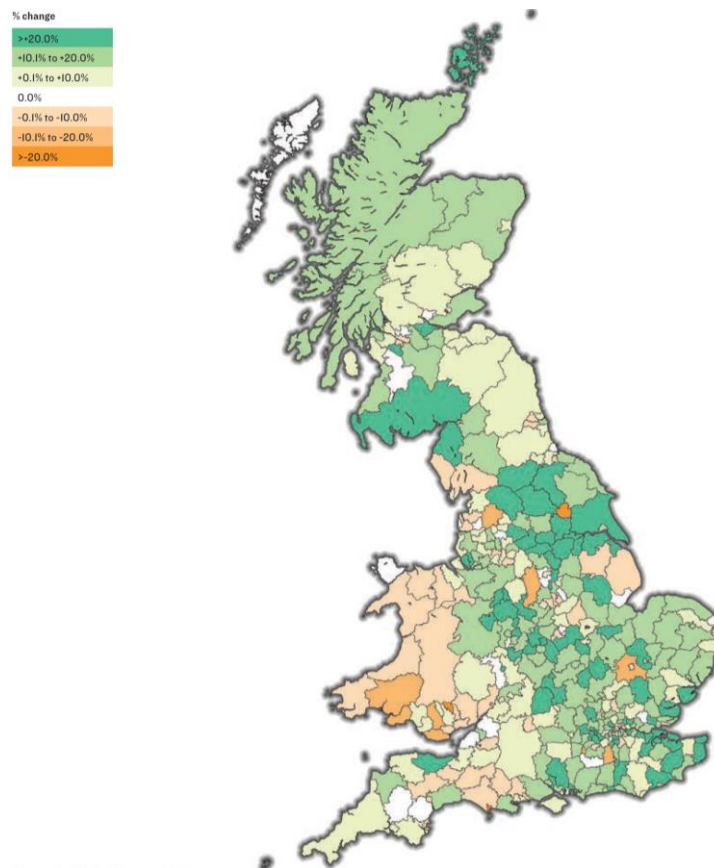 % change
>+20.0%
+10.1% to +20.0%
+0.1% to +10.0%
0.0%
-0.1% to -10.0%
-10.1% to -20.0%
>-20.0%